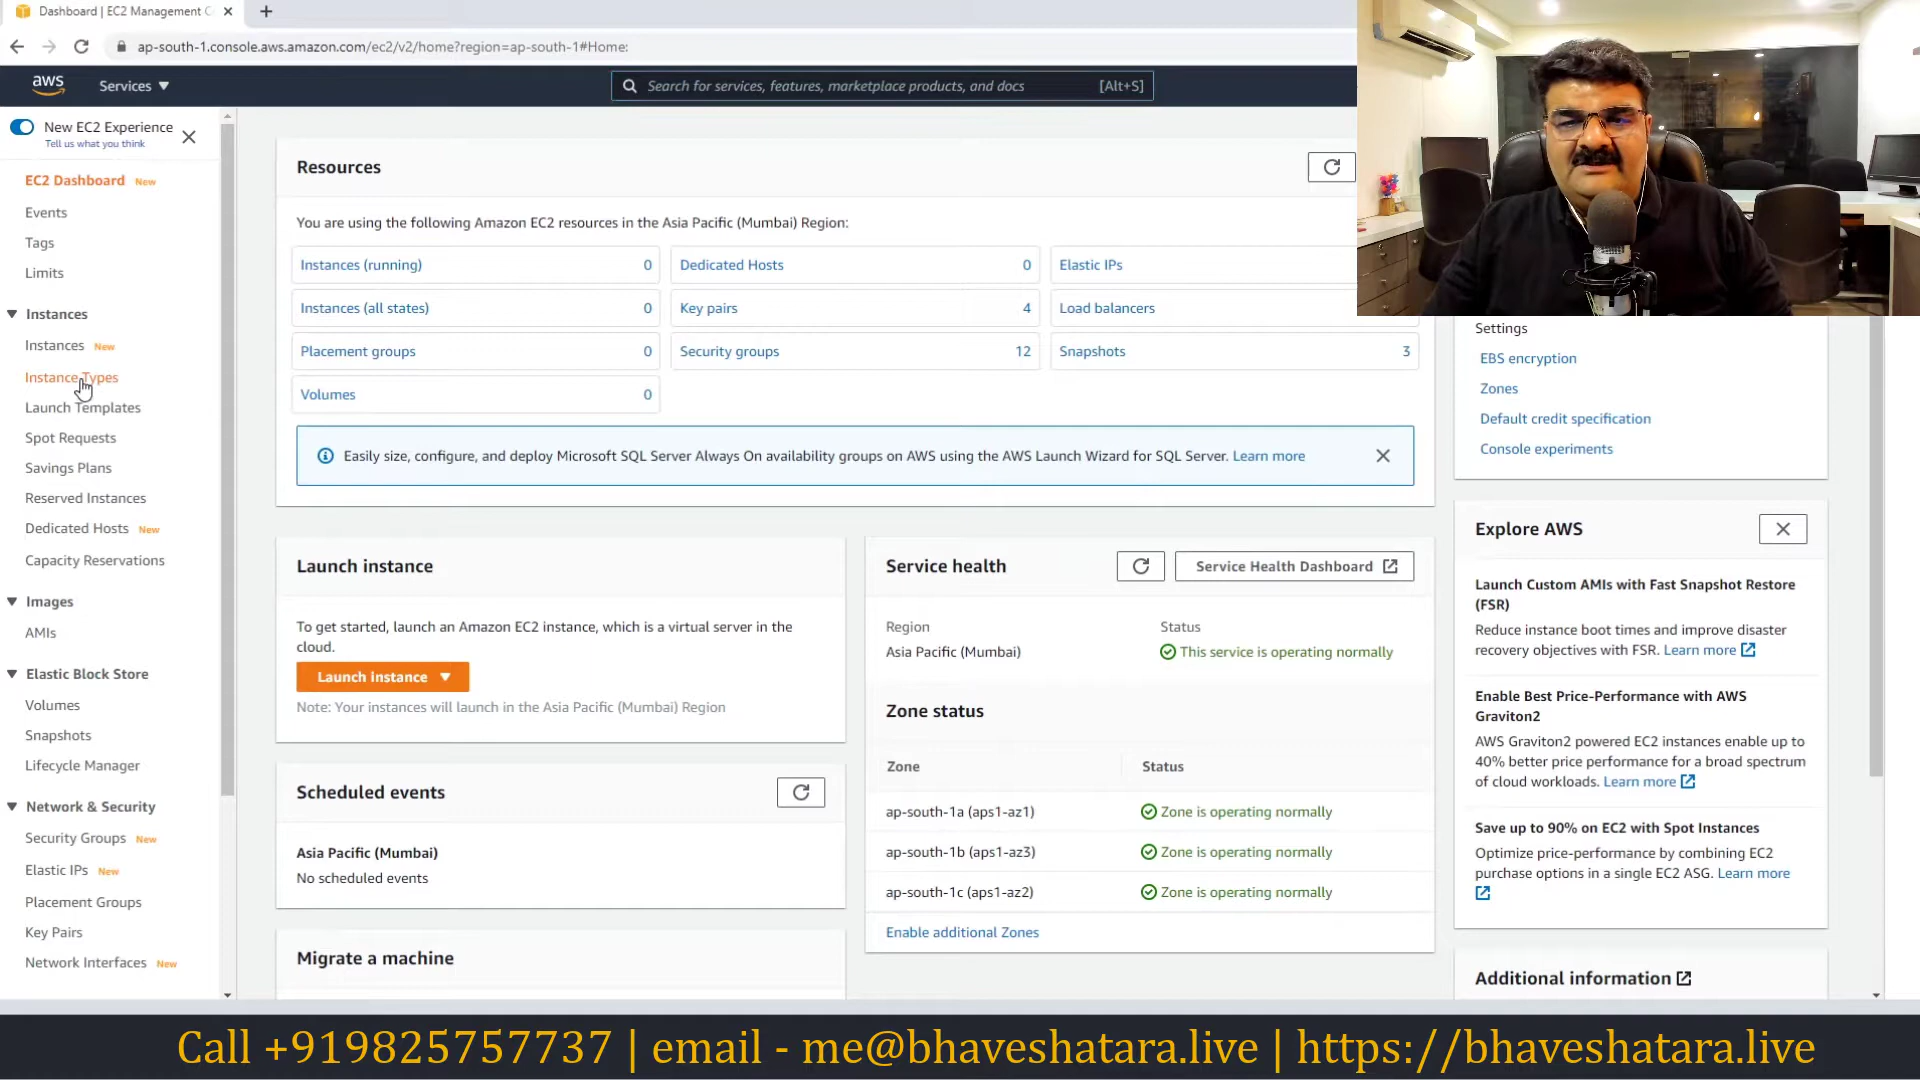 Dashboard | EC2 Management C
ap-south-1.console.aws.amazon.com/ec2/v2/home?region=ap-south-1#Home:
aws
Services
Search for services, features, marketplace products, and docs
[Alt+S]
New EC2 Experience
Tell us what you think
EC2 Dashboard New
Events
Tags
Limits
Instances
Instances New
Instance Types
Launch Templates
Spot Requests
Savings Plans
Reserved Instances
Dedicated Hosts New
Capacity Reservations
Images
AMIs
Elastic Block Store
Volumes
Snapshots
Lifecycle Manager
Network & Security
Security Groups New
Elastic IPs New
Placement Groups
Key Pairs
Network Interfaces New
Resources
You are using the following Amazon EC2 resources in the Asia Pacific (Mumbai) Region:
Instances (running) 0
Dedicated Hosts 0
Elastic IPs
Instances (all states) 0
Key pairs 4
Load balancers
Placement groups 0
Security groups 12
Snapshots 3
Volumes 0
Easily size, configure, and deploy Microsoft SQL Server Always On availability groups on AWS using the AWS Launch Wizard for SQL Server. Learn more
Launch instance
To get started, launch an Amazon EC2 instance, which is a virtual server in the
cloud.
Launch Instance
Note: Your instances will launch in the Asia Pacific (Mumbai) Region
Scheduled events
Asia Pacific (Mumbai)
No scheduled events
Migrate a machine
Service health
Service Health Dashboard
Region
Status
Asia Pacific (Mumbai)
This service is operating normally
Zone status
Zone
Status
ap-south-1a (aps1-az1)
Zone is operating normally
ap-south-1b (aps1-az3)
Zone is operating normally
ap-south-1c (aps1-az2)
Zone is operating normally
Enable additional Zones
Settings
EBS encryption
Zones
Default credit specification
Console experiments
Explore AWS
Launch Custom AMIs with Fast Snapshot Restore
(FSR)
Reduce instance boot times and improve disaster
recovery objectives with FSR. Learn more
Enable Best Price-Performance with AWS
Graviton2
AWS Graviton2 powered EC2 instances enable up to
40% better price performance for a broad spectrum
of cloud workloads. Learn more
Save up to 90% on EC2 with Spot Instances
Optimize price-performance by combining EC2
purchase options in a single EC2 ASG. Learn more
Additional information
Call +919825757737 | email - me@bhaveshatara.live | https://bhaveshatara.live